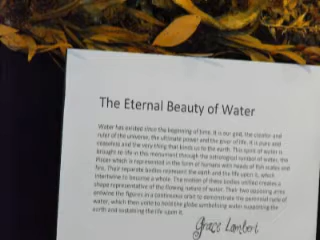 The Eternal Beauty of Water
Water has existed since the beginning of time, it is our god, the creator and
ruler of the universe, the ultimate power and the giver of life. It is pure and
ceaseless and the very thing that binds us to the earth. This spirit of water is
brought to life in this monument through the astrological symbol of water, the
Pisces which is represented in the form of humans with heads of fish scales and
fins. Their separate bodies represent the earth and the life upon it, which
intertwine to become a whole. The motion of these bodies unified creates a
shape representative of the flowing nature of water. Their two opposing arms
enclose the figures in a continuous orbit to demonstrate the perennial cycle of
water, which then unite to hold the globe symbolising water supporting the
earth and sustaining the life upon it.
Grace Lambert